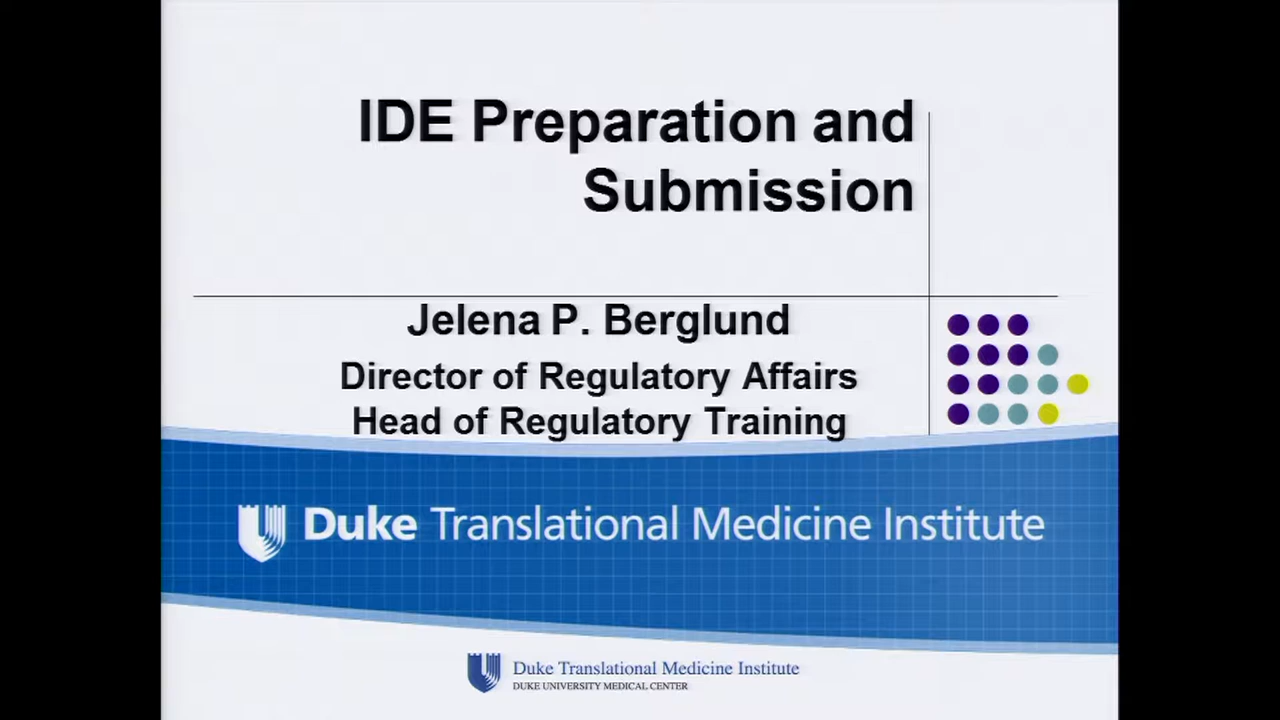 IDE Preparation and
Submission
Jelena P. Berglund
Director of Regulatory Affairs
Head of Regulatory Training
Duke Translational Medicine Institute
Duke Translational Medicine Institute
DUKE UNIVERSITY MEDICAL CENTER